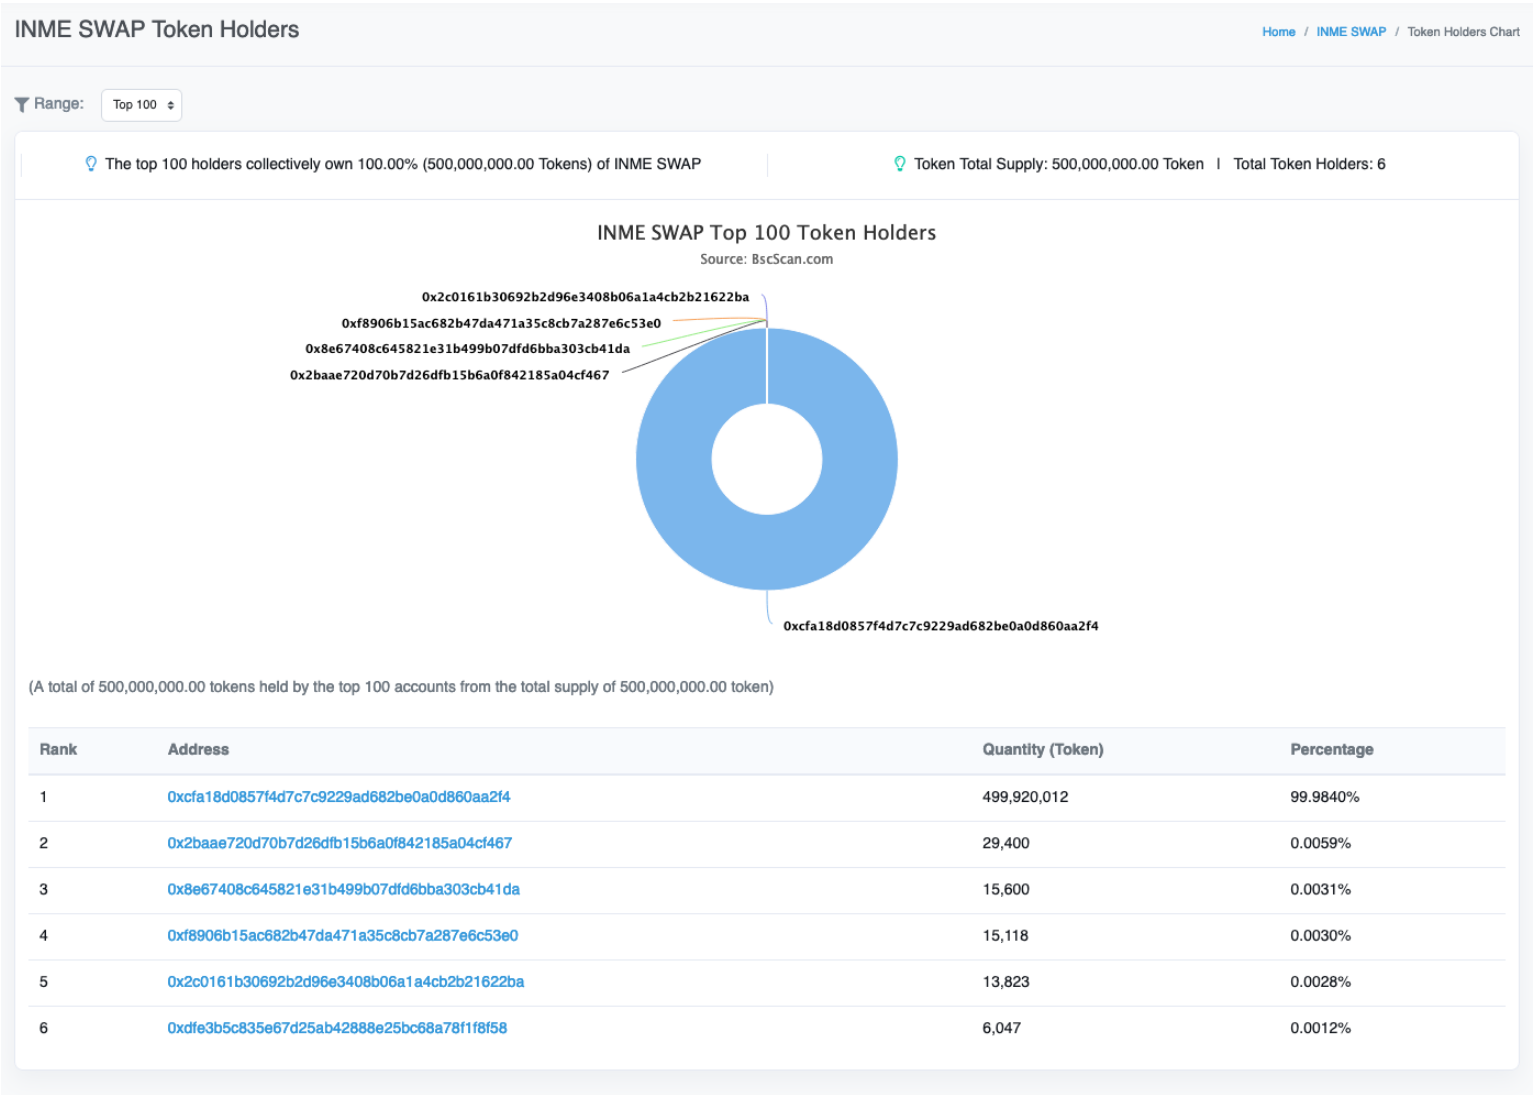 INME SWAP Token Holders
Home / INME SWAP / Token Holders Chart
Range: Top 100
The top 100 holders collectively own 100.00% (500,000,000.00 Tokens) of INME SWAP
Token Total Supply: 500,000,000.00 Token | Total Token Holders: 6
INME SWAP Top 100 Token Holders
Source: BscScan.com
0x2c0161b30692b2d96e3408b06a1a4cb2b21622ba
0xf8906b15ac682b47da471a35c8cb7a287e6c53e0
0x8e67408c645821e31b499b07dfd6bba303cb41da
0x2baae720d70b7d26dfb15b6a0f842185a04cf467
0xcfa18d0857f4d7c7c9229ad682be0a0d860aa2f4
(A total of 500,000,000.00 tokens held by the top 100 accounts from the total supply of 500,000,000.00 token)
Rank Address Quantity (Token) Percentage
1 0xcfa18d0857f4d7c7c9229ad682be0a0d860aa2f4 499,920,012 99.9840%
2 0x2baae720d70b7d26dfb15b6a0f842185a04cf467 29,400 0.0059%
3 0x8e67408c645821e31b499b07dfd6bba303cb41da 15,600 0.0031%
4 0xf8906b15ac682b47da471a35c8cb7a287e6c53e0 15,118 0.0030%
5 0x2c0161b30692b2d96e3408b06a1a4cb2b21622ba 13,823 0.0028%
6 0xdfe3b5c835e67d25ab42888e25bc68a78f1f8f58 6,047 0.0012%